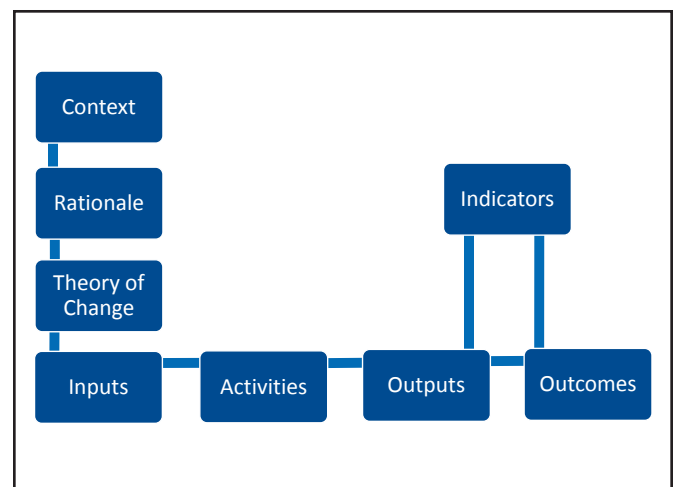 Context
Rationale
Indicators
Theory of
Change
Inputs
Activities
Outputs
Outcomes